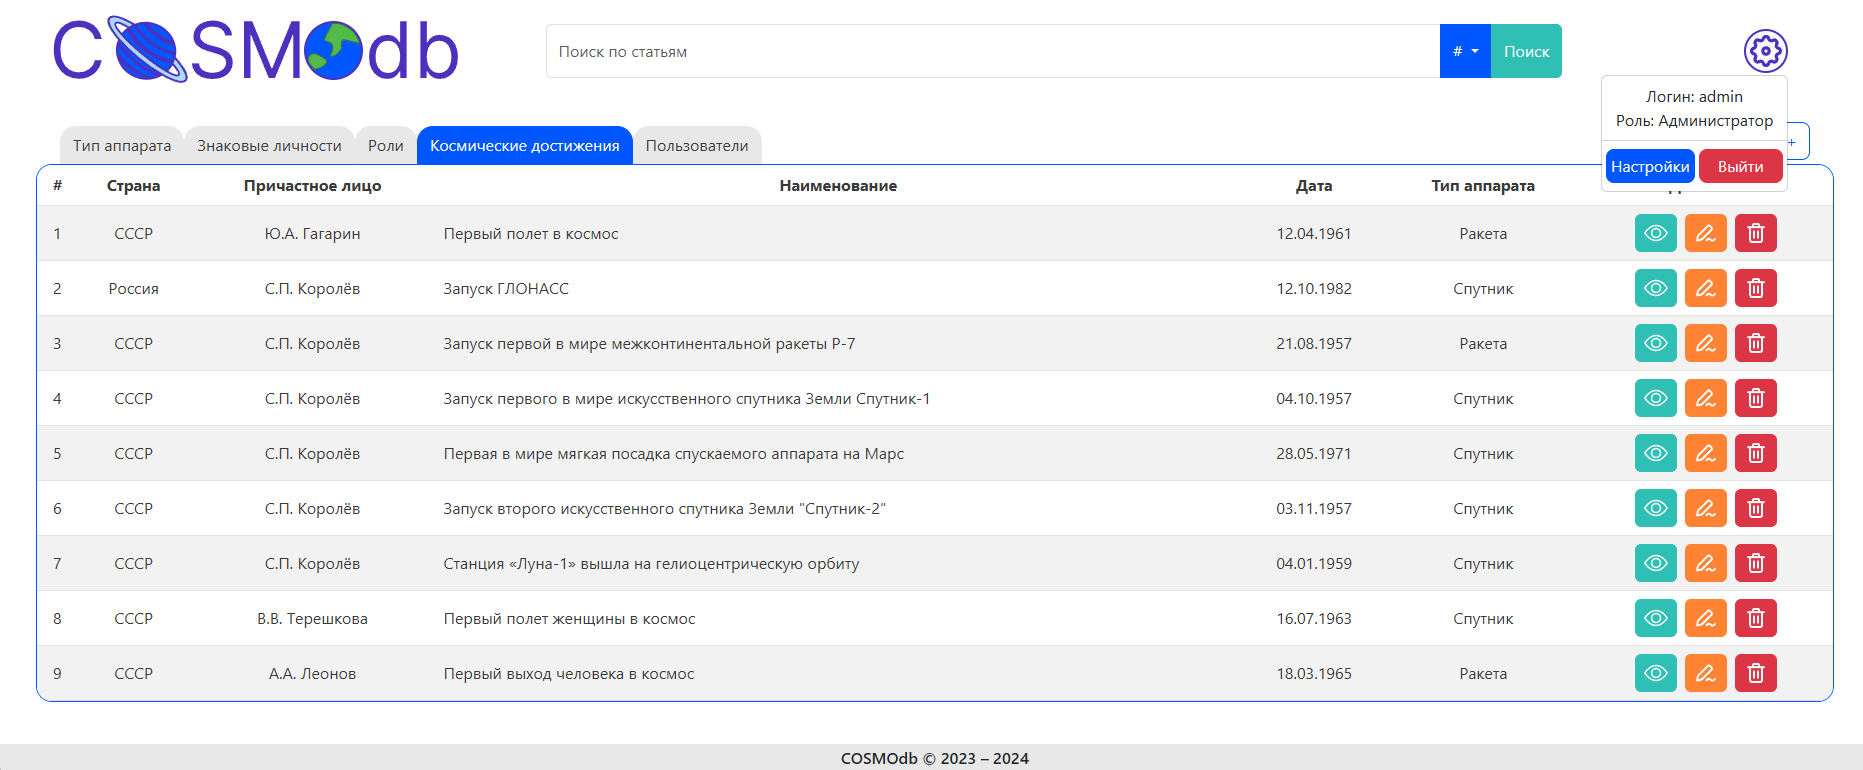 COSMOdb
Поиск по статьям
#
Поиск
Логин: admin
Роль: Администратор
Настройки Выйти
Тип аппарата Знаковые личности Роли Космические достижения Пользователи +
# Страна Причастное лицо Наименование Дата Тип аппарата
1 СССР Ю.А. Гагарин Первый полет в космос 12.04.1961 Ракета
2 Россия С.П. Королёв Запуск ГЛОНАСС 12.10.1982 Спутник
3 СССР С.П. Королёв Запуск первой в мире межконтинентальной ракеты Р-7 21.08.1957 Ракета
4 СССР С.П. Королёв Запуск первого в мире искусственного спутника Земли Спутник-1 04.10.1957 Спутник
5 СССР С.П. Королёв Первая в мире мягкая посадка спускаемого аппарата на Марс 28.05.1971 Спутник
6 СССР С.П. Королёв Запуск второго искусственного спутника Земли "Спутник-2" 03.11.1957 Спутник
7 СССР С.П. Королёв Станция «Луна-1» вышла на гелиоцентрическую орбиту 04.01.1959 Спутник
8 СССР В.В. Терешкова Первый полет женщины в космос 16.07.1963 Спутник
9 СССР А.А. Леонов Первый выход человека в космос 18.03.1965 Ракета
COSMOdb © 2023 – 2024